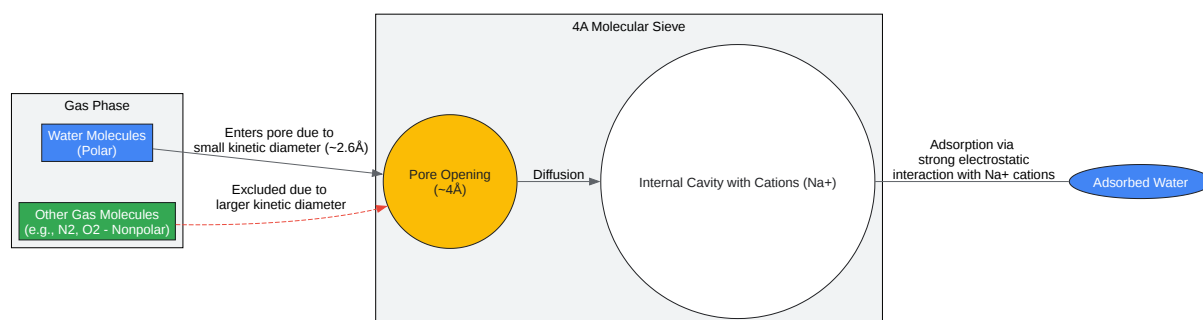 4A Molecular Sieve
Gas Phase
Water Molecules
(Polar)
Enters pore due to
small kinetic diameter (~2.6Å)
Other Gas Molecules
(e.g., N2, O2 - Nonpolar)
Excluded due to
larger kinetic diameter
Pore Opening
(~4Å)
Diffusion
Internal Cavity with Cations (Na+)
Adsorption via
strong electrostatic
interaction with Na+ cations
Adsorbed Water